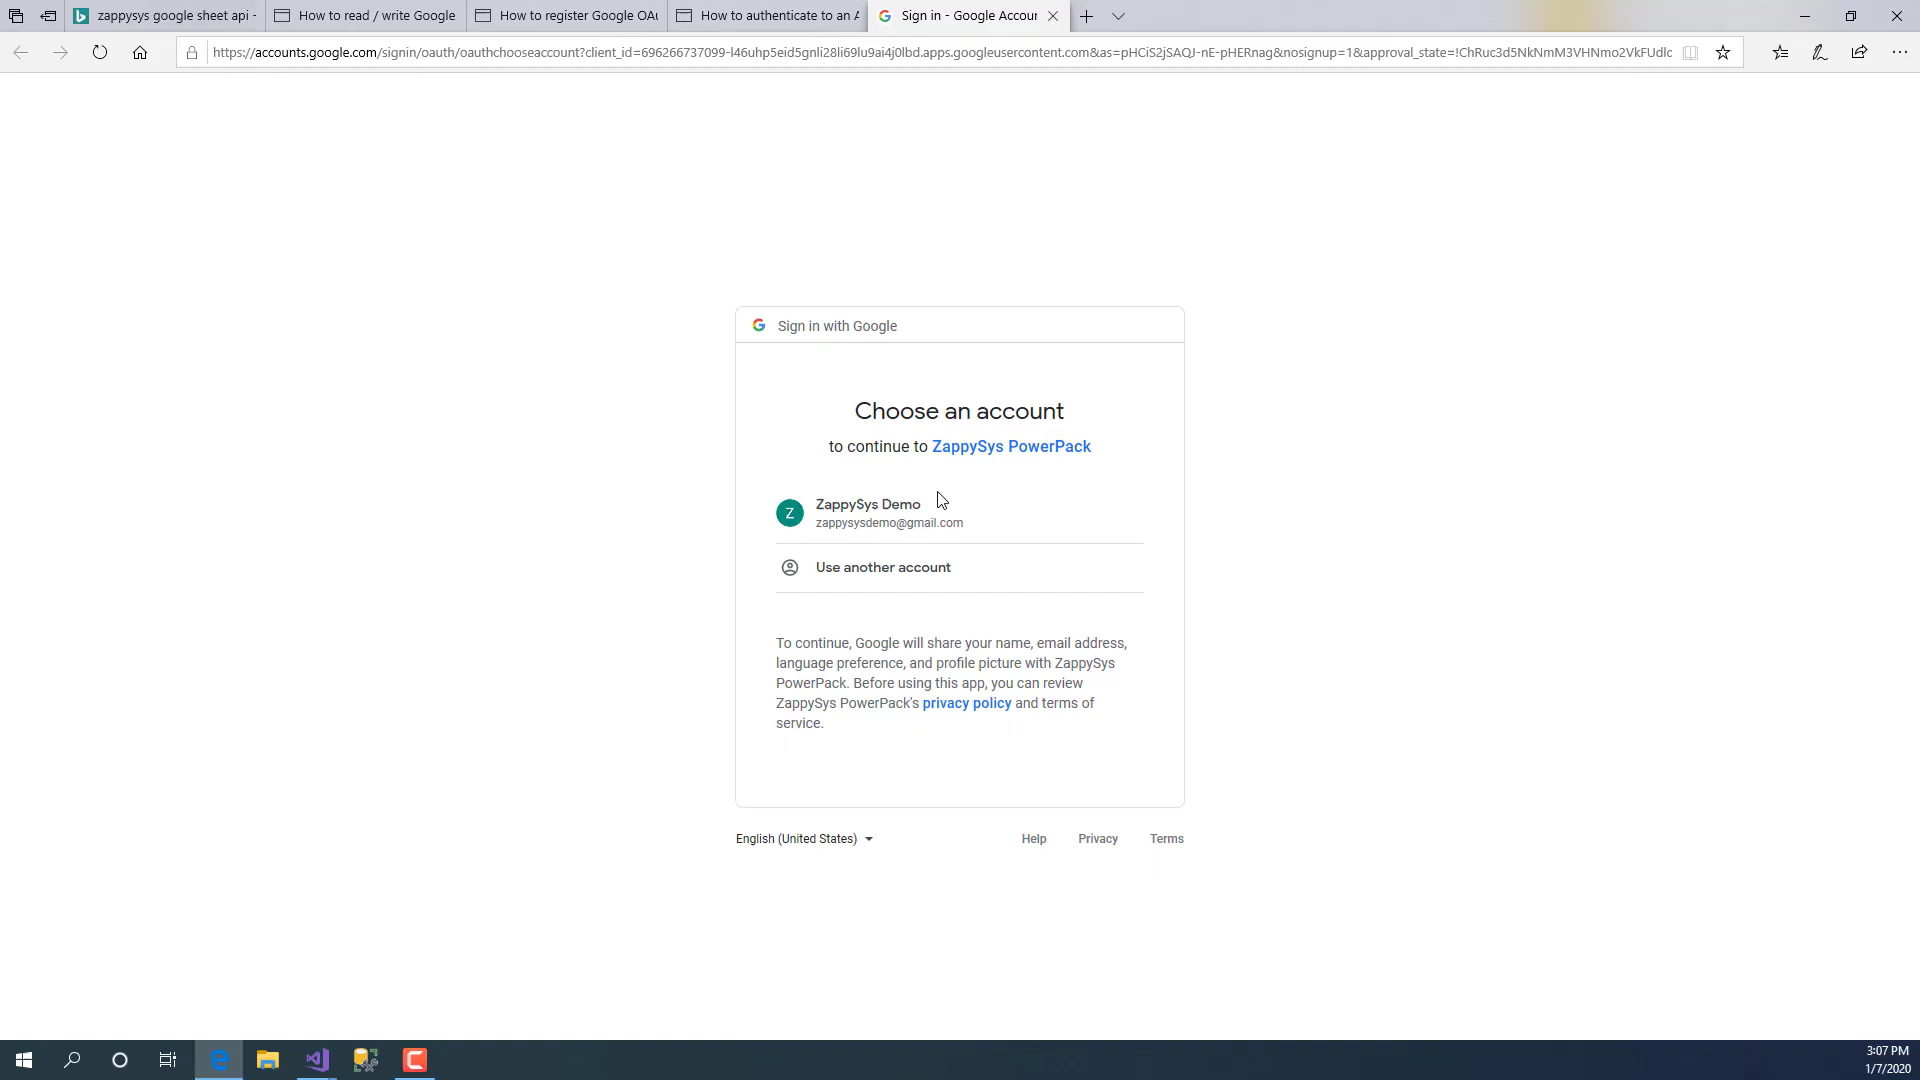 zappysys google sheet api -
How to read / write Google
How to register Google OAu
How to authenticate to an A
Sign in - Google Accour
https://accounts.google.com/signin/oauth/oauthchooseaccount?client_id=696266737099-l46uhp5eid5gnli28li69lu9ai4j0lbd.apps.googleusercontent.com&as=pHCiS2jSAQJ-nE-pHERnag&nosignup=1&approval_state=!ChRuc3d5NkNmM3VHNmo2VkFUdlc
Sign in with Google
Choose an account
to continue to ZappySys PowerPack
Z
ZappySys Demo
zappysysdemo@gmail.com
Use another account
To continue, Google will share your name, email address,
language preference, and profile picture with ZappySys
PowerPack. Before using this app, you can review
ZappySys PowerPack's privacy policy and terms of
service.
English (United States)
Help
Privacy
Terms
3:07 PM
1/7/2020